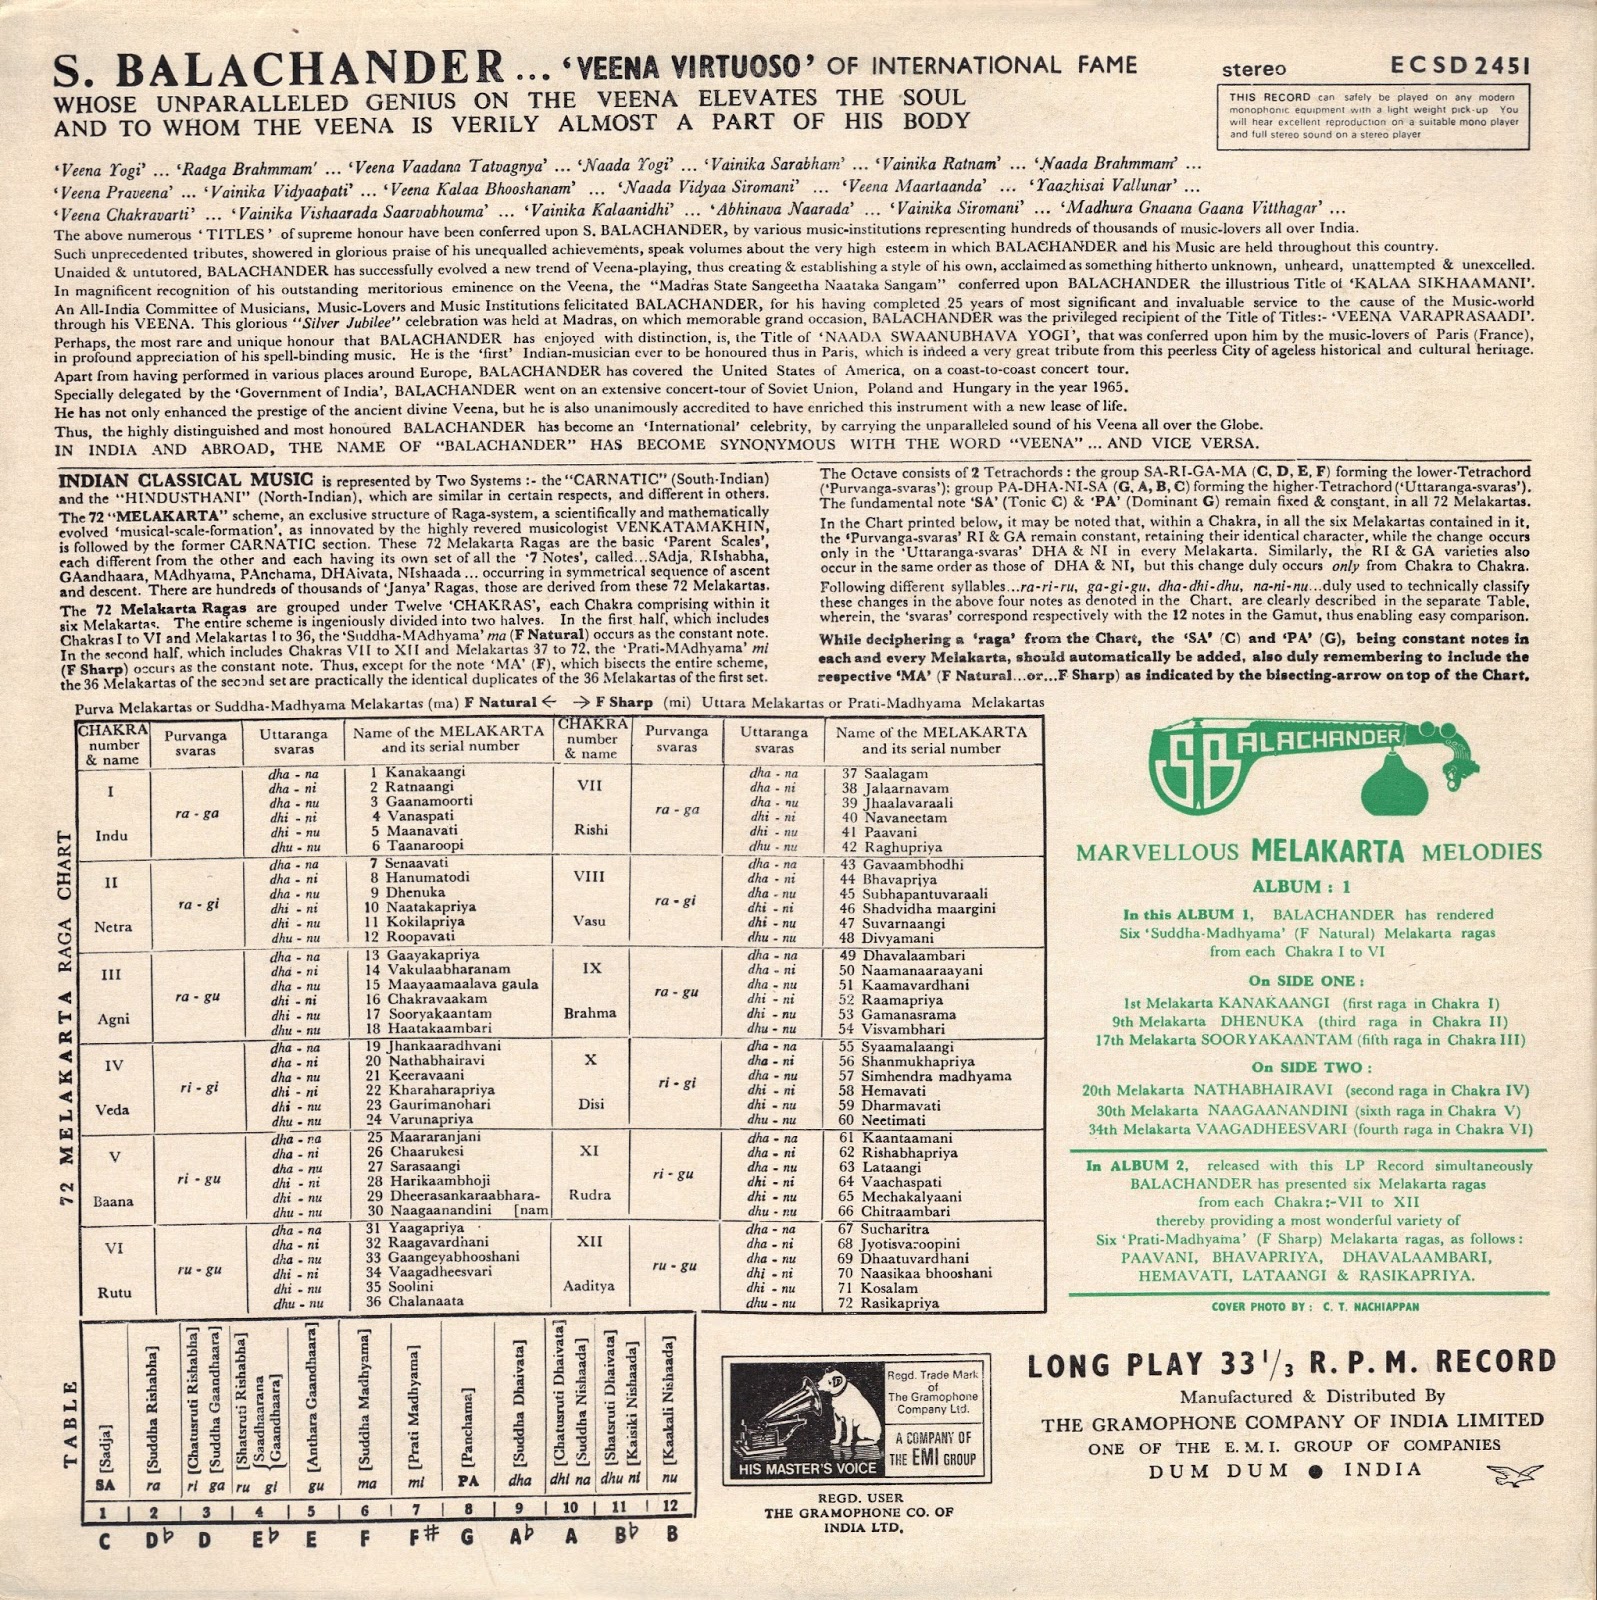 S. BALACHANDER ... ‘VEENA VIRTUOSO’ OF INTERNATIONAL FAME
WHOSE UNPARALLELED GENIUS ON THE VEENA ELEVATES THE SOUL
AND TO WHOM THE VEENA IS VERILY ALMOST A PART OF HIS BODY
stereo ECSD 2451
THIS RECORD can safely be played on any modern
monophonic equipment with a light weight pick-up You
will hear excellent reproduction on a suitable mono player
and full stereo sound on a stereo player
‘Veena Yogi’ ... ‘Raaga Brahmmam’ ... ‘Veena Vaadana Tatvagnya’ ... ‘Naada Yogi’ ... ‘Vainika Sarabham’ ... ‘Vainika Ratnam’ ... ‘Naada Brahmmam’ ...
‘Veena Praveena’ ... ‘Vainika Vidyaapati’ ... ‘Veena Kalaa Bhooshanam’ ... ‘Naada Vidyaa Siromani’ ... ‘Veena Maartaanda’ ... ‘Yaazhisai Vallunar’ ...
‘Veena Chakravarti’ ... ‘Vainika Vishaarada Saarvabhouma’ ... ‘Vainika Kalaanidhi’ ... ‘Abhinava Naarada’ ... ‘Vainika Siromani’ ... ‘Madhura Gnaana Gaana Vitthagar’ ...
The above numerous ‘TITLES’ of supreme honour have been conferred upon S. BALACHANDER, by various music-institutions representing hundreds of thousands of music-lovers all over India.
Such unprecedented tributes, showered in glorious praise of his unequalled achievements, speak volumes about the very high esteem in which BALACHANDER and his Music are held throughout this country.
Unaided & untutored, BALACHANDER has successfully evolved a new trend of Veena-playing, thus creating & establishing a style of his own, acclaimed as something hitherto unknown, unheard, unattempted & unexcelled.
In magnificent recognition of his outstanding meritorious eminence on the Veena, the “Madras State Sangeetha Naataka Sangam” conferred upon BALACHANDER the illustrious Title of ‘KALAA SIKHAAMANI’.
An All-India Committee of Musicians, Music-Lovers and Music Institutions felicitated BALACHANDER, for his having completed 25 years of most significant and invaluable service to the cause of the Music-world
through his VEENA. This glorious “Silver Jubilee” celebration was held at Madras, on which memorable grand occasion, BALACHANDER was the privileged recipient of the Title of Titles:- ‘VEENA VARAPRASAADI’.
Perhaps, the most rare and unique honour that BALACHANDER has enjoyed with distinction, is, the Title of ‘NAADA SWAANUBHAVA YOGI’, that was conferred upon him by the music-lovers of Paris (France),
in profound appreciation of his spell-binding music. He is the ‘first’ Indian-musician ever to be honoured thus in Paris, which is indeed a very great tribute from this peerless City of ageless historical and cultural heritage.
Apart from having performed in various places around Europe, BALACHANDER has covered the United States of America, on a coast-to-coast concert tour.
Specially delegated by the ‘Government of India’, BALACHANDER went on an extensive concert-tour of Soviet Union, Poland and Hungary in the year 1965.
He has not only enhanced the prestige of the ancient divine Veena, but he is also unanimously accredited to have enriched this instrument with a new lease of life.
Thus, the highly distinguished and most honoured BALACHANDER has become an ‘International’ celebrity, by carrying the unparalleled sound of his Veena all over the Globe.
IN INDIA AND ABROAD, THE NAME OF “BALACHANDER” HAS BECOME SYNONYMOUS WITH THE WORD “VEENA” ... AND VICE VERSA.
INDIAN CLASSICAL MUSIC is represented by Two Systems :- the “CARNATIC” (South-Indian)
and the “HINDUSTHANI” (North-Indian), which are similar in certain respects, and different in others.
The 72 “MELAKARTA” scheme, an exclusive structure of Raga-system, a scientifically and mathematically
evolved ‘musical-scale-formation’, as innovated by the highly revered musicologist VENKATAMAKHIN,
is followed by the former CARNATIC section. These 72 Melakarta Ragas are the basic ‘Parent Scales’,
each different from the other and each having its own set of all the ‘7 Notes’, called...SAdja, RIshabha,
GAandhaara, MAdhyama, PAnchama, DHAivata, NIshaada ... occurring in symmetrical sequence of ascent
and descent. There are hundreds of thousands of ‘Janya’ Ragas, those are derived from these 72 Melakartas.
The 72 Melakarta Ragas are grouped under Twelve ‘CHAKRAS’, each Chakra comprising within it
six Melakartas. The entire scheme is ingeniously divided into two halves. In the first half, which includes
Chakras I to VI and Melakartas 1 to 36, the ‘Suddha-MAdhyama’ ma (F Natural) occurs as the constant note.
In the second half, which includes Chakras VII to XII and Melakartas 37 to 72, the ‘Prati-MAdhyama’ mi
(F Sharp) occurs as the constant note. Thus, except for the note ‘MA’ (F), which bisects the entire scheme,
the 36 Melakartas of the second set are practically the identical duplicates of the 36 Melakartas of the first set.
The Octave consists of 2 Tetrachords : the group SA-RI-GA-MA (C, D, E, F) forming the lower-Tetrachord
(‘Purvanga-svaras’); group PA-DHA-NI-SA (G, A, B, C) forming the higher-Tetrachord (‘Uttaranga-svaras’).
The fundamental note ‘SA’ (Tonic C) & ‘PA’ (Dominant G) remain fixed & constant, in all 72 Melakartas.
In the Chart printed below, it may be noted that, within a Chakra, in all the six Melakartas contained in it,
the ‘Purvanga-svaras’ RI & GA remain constant, retaining their identical character, while the change occurs
only in the ‘Uttaranga-svaras’ DHA & NI in every Melakarta. Similarly, the RI & GA varieties also
occur in the same order as those of DHA & NI, but this change duly occurs only from Chakra to Chakra.
Following different syllables...ra-ri-ru, ga-gi-gu, dha-dhi-dhu, na-ni-nu...duly used to technically classify
these changes in the above four notes as denoted in the Chart, are clearly described in the separate Table,
wherein, the ‘svaras’ correspond respectively with the 12 notes in the Gamut, thus enabling easy comparison.
While deciphering a ‘raga’ from the Chart, the ‘SA’ (C) and ‘PA’ (G), being constant notes in
each and every Melakarta, should automatically be added, also duly remembering to include the
respective ‘MA’ (F Natural...or...F Sharp) as indicated by the bisecting-arrow on top of the Chart.
Purva Melakartas or Suddha-Madhyama Melakartas (ma) F Natural ← → F Sharp (mi) Uttara Melakartas or Prati-Madhyama Melakartas
72 MELAKARTA RAGA CHART
CHAKRA number & name | Purvanga svaras | Uttaranga svaras | Name of the MELAKARTA and its serial number | CHAKRA number & name | Purvanga svaras | Uttaranga svaras | Name of the MELAKARTA and its serial number
I Indu ra - ga VII Rishi ra - ga
dha - na 1 Kanakaangi dha - na 37 Saalagam
dha - ni 2 Ratnaangi dha - ni 38 Jalaarnavam
dha - nu 3 Gaanamoorti dha - nu 39 Jhaalavaraali
dhi - ni 4 Vanaspati dhi - ni 40 Navaneetam
dhi - nu 5 Maanavati dhi - nu 41 Paavani
dhu - nu 6 Taanaroopi dhu - nu 42 Raghupriya
II Netra ra - gi VIII Vasu ra - gi
dha - na 7 Senaavati dha - na 43 Gavaambhodhi
dha - ni 8 Hanumatodi dha - ni 44 Bhavapriya
dha - nu 9 Dhenuka dha - nu 45 Subhapantuvaraali
dhi - ni 10 Naatakapriya dhi - ni 46 Shadvidha maargini
dhi - nu 11 Kokilapriya dhi - nu 47 Suvarnaangi
dhu - nu 12 Roopavati dhu - nu 48 Divyamani
III Agni ra - gu IX Brahma ra - gu
dha - na 13 Gaayakapriya dha - na 49 Dhavalaambari
dha - ni 14 Vakulaabharanam dha - ni 50 Naamanaaraayani
dha - nu 15 Maayaamaalava gaula dha - nu 51 Kaamavardhani
dhi - ni 16 Chakravaakam dhi - ni 52 Raamapriya
dhi - nu 17 Sooryakaantam dhi - nu 53 Gamanasrama
dhu - nu 18 Haatakaambari dhu - nu 54 Visvambhari
IV Veda ri - gi X Disi ri - gi
dha - na 19 Jhankaaradhvani dha - na 55 Syaamalaangi
dha - ni 20 Nathabhairavi dha - ni 56 Shanmukhapriya
dha - nu 21 Keeravaani dha - nu 57 Simhendra madhyama
dhi - ni 22 Kharaharapriya dhi - ni 58 Hemavati
dhi - nu 23 Gaurimanohari dhi - nu 59 Dharmavati
dhu - nu 24 Varunapriya dhu - nu 60 Neetimati
V Baana ri - gu XI Rudra ri - gu
dha - na 25 Maararanjani dha - na 61 Kaantaamani
dha - ni 26 Chaarukesi dha - ni 62 Rishabhapriya
dha - nu 27 Sarasaangi dha - nu 63 Lataangi
dhi - ni 28 Harikaambhoji dhi - ni 64 Vaachaspati
dhi - nu 29 Dheerasankaraabhara- dhi - nu 65 Mechakalyaani
dhu - nu 30 Naagaanandini [nam dhu - nu 66 Chitraambari
VI Rutu ru - gu XII Aaditya ru - gu
dha - na 31 Yaagapriya dha - na 67 Sucharitra
dha - ni 32 Raagavardhani dha - ni 68 Jyotisvaroopini
dha - nu 33 Gaangeyabhooshani dha - nu 69 Dhaatuvardhani
dhi - ni 34 Vaagadheesvari dhi - ni 70 Naasikaa bhooshani
dhi - nu 35 Soolini dhi - nu 71 Kosalam
dhu - nu 36 Chalanaata dhu - nu 72 Rasikapriya
TABLE
[Sadja] [Suddha Rishabha] [Chatusruti Rishabha] [Suddha Gaandhaara] [Shatsruti Rishabha] [Saadhaarana Gaandhaara] [Anthara Gaandhaara] [Suddha Madhyama] [Prati Madhyama] [Panchama] [Suddha Dhaivata] [Chatusruti Dhaivata] [Suddha Nishaada] [Shatsruti Dhaivata] [Kaisiki Nishaada] [Kaakali Nishaada]
SA ra ri ga ru gi gu ma mi PA dha dhi na dhu ni nu
1 2 3 4 5 6 7 8 9 10 11 12
C D♭ D E♭ E F F# G A♭ A B♭ B
SBALACHANDER
MARVELLOUS MELAKARTA MELODIES
ALBUM : 1
In this ALBUM 1, BALACHANDER has rendered
Six ‘Suddha-Madhyama’ (F Natural) Melakarta ragas
from each Chakra I to VI
On SIDE ONE :
1st Melakarta KANAKAANGI (first raga in Chakra I)
9th Melakarta DHENUKA (third raga in Chakra II)
17th Melakarta SOORYAKAANTAM (fifth raga in Chakra III)
On SIDE TWO :
20th Melakarta NATHABHAIRAVI (second raga in Chakra IV)
30th Melakarta NAAGAANANDINI (sixth raga in Chakra V)
34th Melakarta VAAGADHEESVARI (fourth raga in Chakra VI)
In ALBUM 2, released with this LP Record simultaneously
BALACHANDER has presented six Melakarta ragas
from each Chakra:-VII to XII
thereby providing a most wonderful variety of
Six ‘Prati-Madhyama’ (F Sharp) Melakarta ragas, as follows :
PAAVANI, BHAVAPRIYA, DHAVALAAMBARI,
HEMAVATI, LATAANGI & RASIKAPRIYA.
COVER PHOTO BY : C. T. NACHIAPPAN
HIS MASTER'S VOICE
Regd. Trade Mark
of
The Gramophone
Company Ltd.
A COMPANY OF
THE EMI GROUP
REGD. USER
THE GRAMOPHONE CO. OF
INDIA LTD.
LONG PLAY 33 1/3 R. P. M. RECORD
Manufactured & Distributed By
THE GRAMOPHONE COMPANY OF INDIA LIMITED
ONE OF THE E. M. I. GROUP OF COMPANIES
DUM DUM ● INDIA